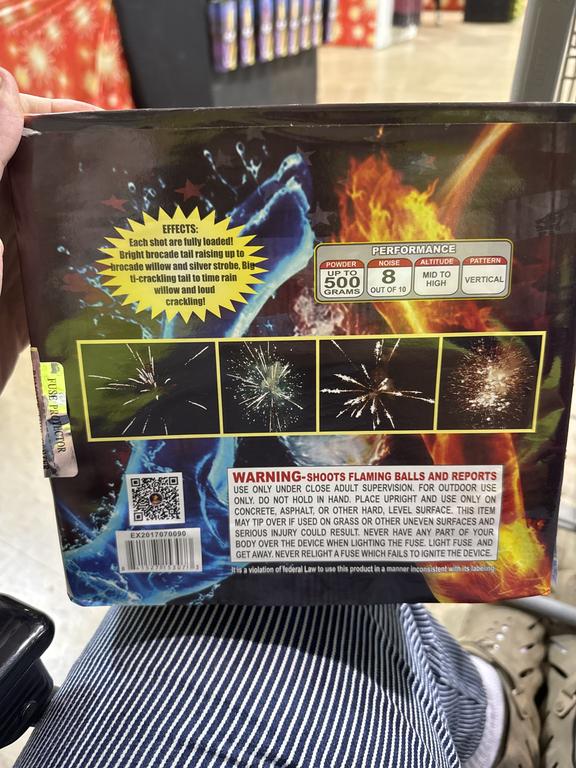 EFFECTS:
Each shot are fully loaded!
Bright brocade tail raising up to
brocade willow and silver strobe, Big
ti-crackling tail to time rain
willow and loud
crackling!
PERFORMANCE
POWDER
UP TO
500
GRAMS
NOISE
8
OUT OF 10
ALTITUDE
MID TO
HIGH
PATTERN
VERTICAL
FUSE PROTECTOR
EX2017070090
WARNING-SHOOTS FLAMING BALLS AND REPORTS
USE ONLY UNDER CLOSE ADULT SUPERVISION. FOR OUTDOOR USE
ONLY. DO NOT HOLD IN HAND. PLACE UPRIGHT AND USE ONLY ON
CONCRETE, ASPHALT, OR OTHER HARD, LEVEL SURFACE. THIS ITEM
MAY TIP OVER IF USED ON GRASS OR OTHER UNEVEN SURFACES AND
SERIOUS INJURY COULD RESULT. NEVER HAVE ANY PART OF YOUR
BODY OVER THE DEVICE WHEN LIGHTING THE FUSE. LIGHT FUSE AND
GET AWAY. NEVER RELIGHT A FUSE WHICH FAILS TO IGNITE THE DEVICE.
It is a violation of federal Law to use this product in a manner inconsistent with its labeling